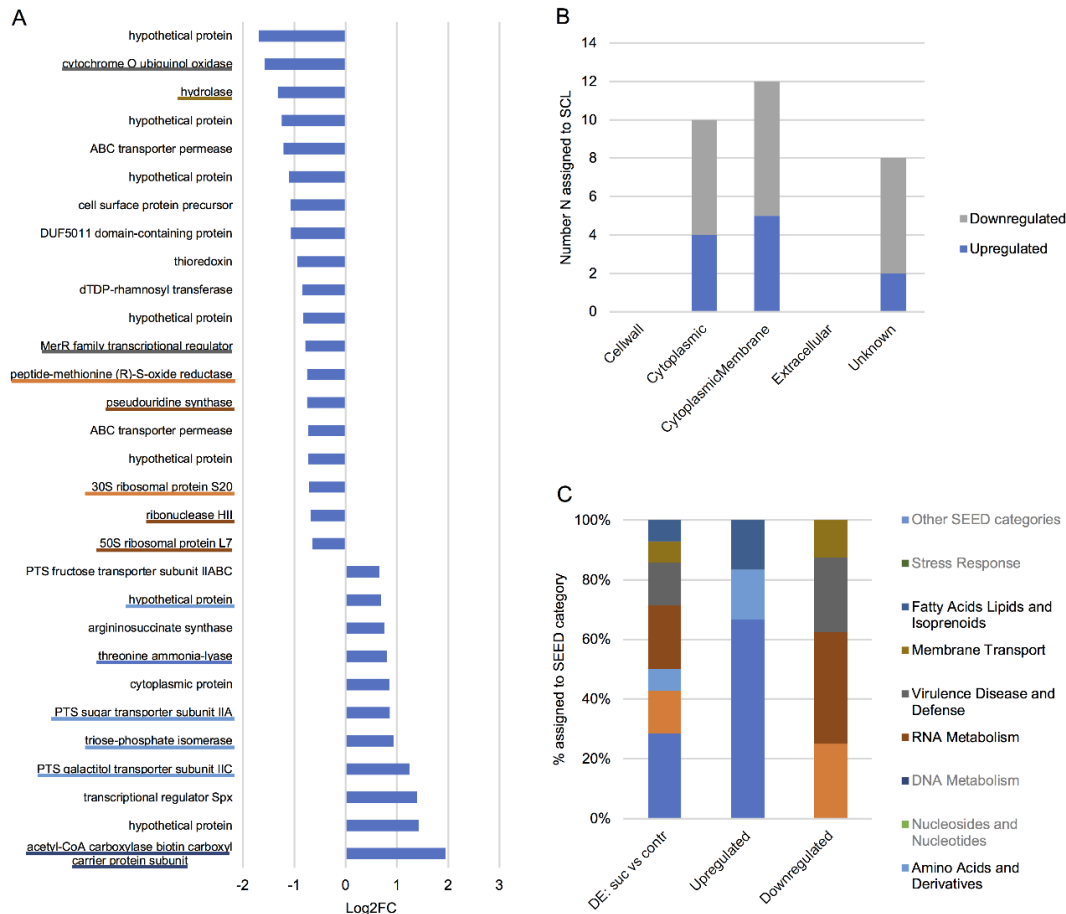 A
hypothetical protein
cytochrome O ubiquinol oxidase
hydrolase
hypothetical protein
ABC transporter permease
hypothetical protein
cell surface protein precursor
DUF5011 domain-containing protein
thioredoxin
dTDP-rhamnosyl transferase
hypothetical protein
MerR family transcriptional regulator
peptide-methionine (R)-S-oxide reductase
pseudouridine synthase
ABC transporter permease
hypothetical protein
30S ribosomal protein S20
ribonuclease HII
50S ribosomal protein L7
PTS fructose transporter subunit IIABC
hypothetical protein
argininosuccinate synthase
threonine ammonia-lyase
cytoplasmic protein
PTS sugar transporter subunit IIA
triose-phosphate isomerase
PTS galactitol transporter subunit IIC
transcriptional regulator Spx
hypothetical protein
acetyl-CoA carboxylase biotin carboxyl
carrier protein subunit
-2 -1 0 1 2 3
Log2FC
B
Number N assigned to SCL
14
12
10
8
6
4
2
0
Cellwall
Cytoplasmic
CytoplasmicMembrane
Extracellular
Unknown
Downregulated
Upregulated
C
% assigned to SEED category
100%
80%
60%
40%
20%
0%
DE: suc vs contr
Upregulated
Downregulated
Other SEED categories
Stress Response
Fatty Acids Lipids and
Isoprenoids
Membrane Transport
Virulence Disease and
Defense
RNA Metabolism
DNA Metabolism
Nucleosides and
Nucleotides
Amino Acids and
Derivatives